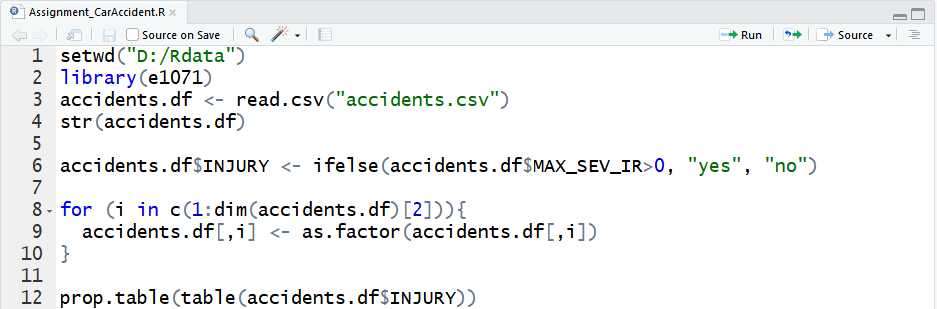 Assignment_CarAccident.R
Source on Save
Run
Source
1 setwd("D:/Rdata")
2 library(e1071)
3 accidents.df <- read.csv("accidents.csv")
4 str(accidents.df)
5
6 accidents.df$INJURY <- ifelse(accidents.df$MAX_SEV_IR>0, "yes", "no")
7
8 for (i in c(1:dim(accidents.df)[2])){
9   accidents.df[,i] <- as.factor(accidents.df[,i])
10 }
11
12 prop.table(table(accidents.df$INJURY))